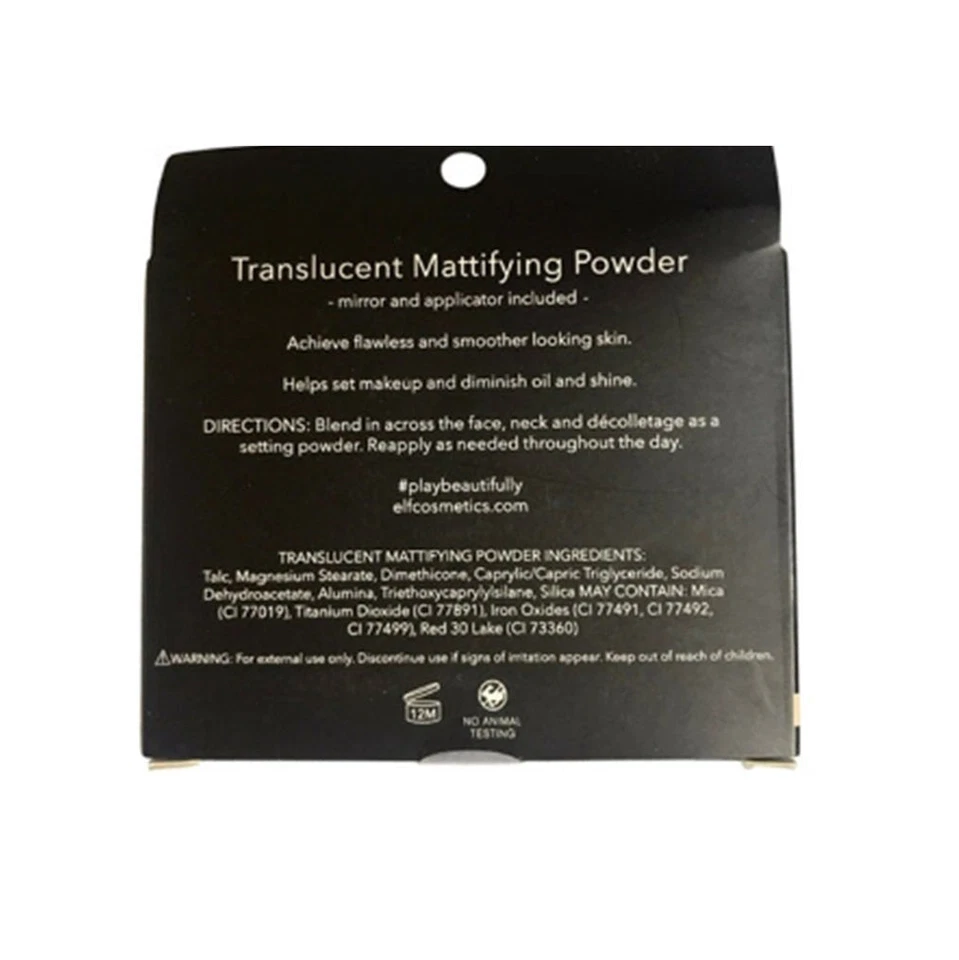 Translucent Mattifying Powder
- mirror and applicator included -
Achieve flawless and smoother looking skin.
Helps set makeup and diminish oil and shine.
DIRECTIONS: Blend in across the face, neck and décolletage as a
setting powder. Reapply as needed throughout the day.
#playbeautifully
elfcosmetics.com
TRANSLUCENT MATTIFYING POWDER INGREDIENTS:
Talc, Magnesium Stearate, Dimethicone, Caprylic/Capric Triglyceride, Sodium
Dehydroacetate, Alumina, Triethoxycaprylylsilane, Silica MAY CONTAIN: Mica
(CI 77019), Titanium Dioxide (CI 77891), Iron Oxides (CI 77491, CI 77492,
CI 77499), Red 30 Lake (CI 73360)
⚠WARNING: For external use only. Discontinue use if signs of irritation appear. Keep out of reach of children.
12M
NO ANIMAL
TESTING